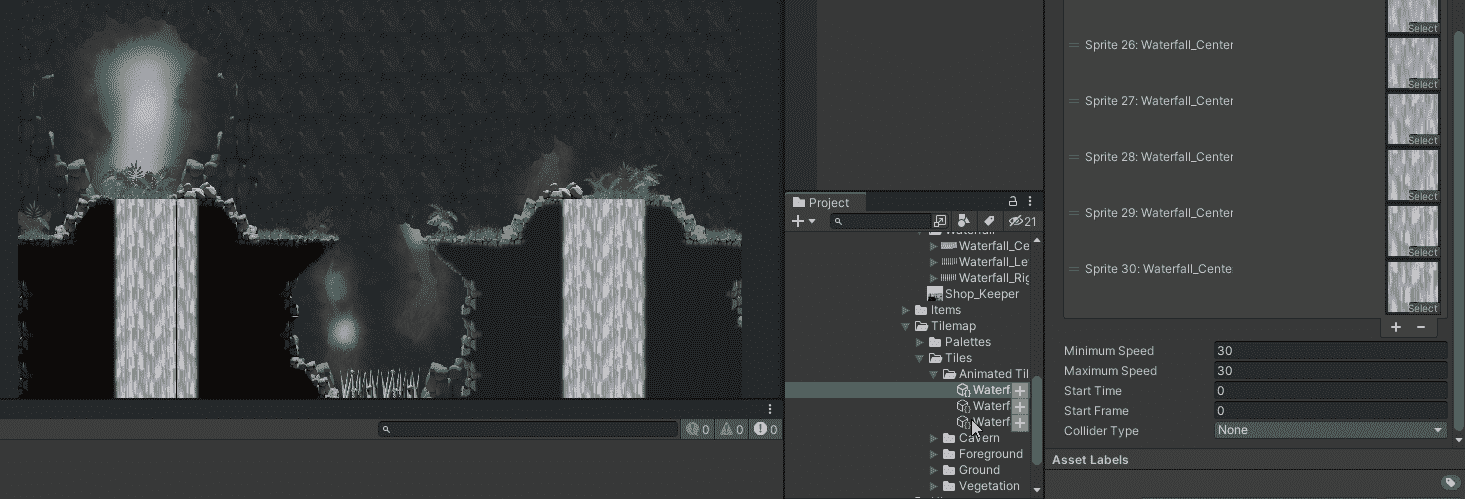 Select
Sprite 26: Waterfall_Center
Select
Sprite 27: Waterfall_Center
Select
Sprite 28: Waterfall_Center
Select
Sprite 29: Waterfall_Center
Select
Sprite 30: Waterfall_Cente
Select
Project
21
Waterfall_Ce
Waterfall_Le
Waterfall_Rig
Shop_Keeper
Items
Tilemap
Palettes
Tiles
Animated Til
Waterf
Waterf
Waterf
Cavern
Foreground
Ground
Vegetation
0 0 0
Minimum Speed 30
Maximum Speed 30
Start Time 0
Start Frame 0
Collider Type None
Asset Labels